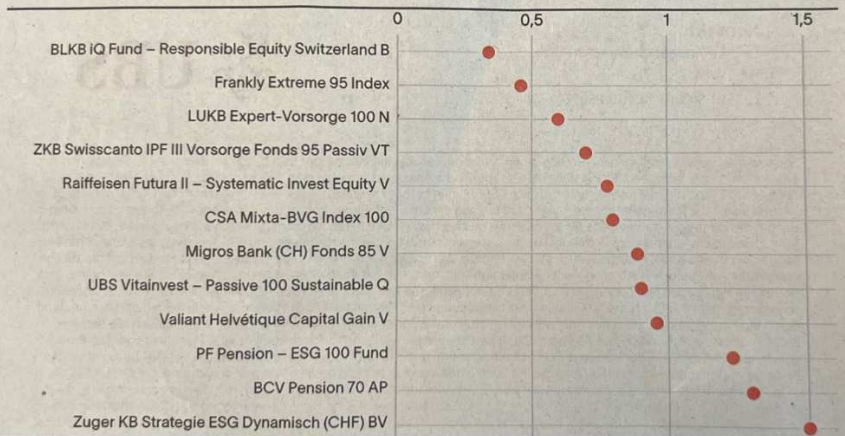 0 0,5 1 1,5
BLKB iQ Fund – Responsible Equity Switzerland B
Frankly Extreme 95 Index
LUKB Expert-Vorsorge 100 N
ZKB Swisscanto IPF III Vorsorge Fonds 95 Passiv VT
Raiffeisen Futura II – Systematic Invest Equity V
CSA Mixta-BVG Index 100
Migros Bank (CH) Fonds 85 V
UBS Vitainvest – Passive 100 Sustainable Q
Valiant Helvétique Capital Gain V
PF Pension – ESG 100 Fund
BCV Pension 70 AP
Zuger KB Strategie ESG Dynamisch (CHF) BV